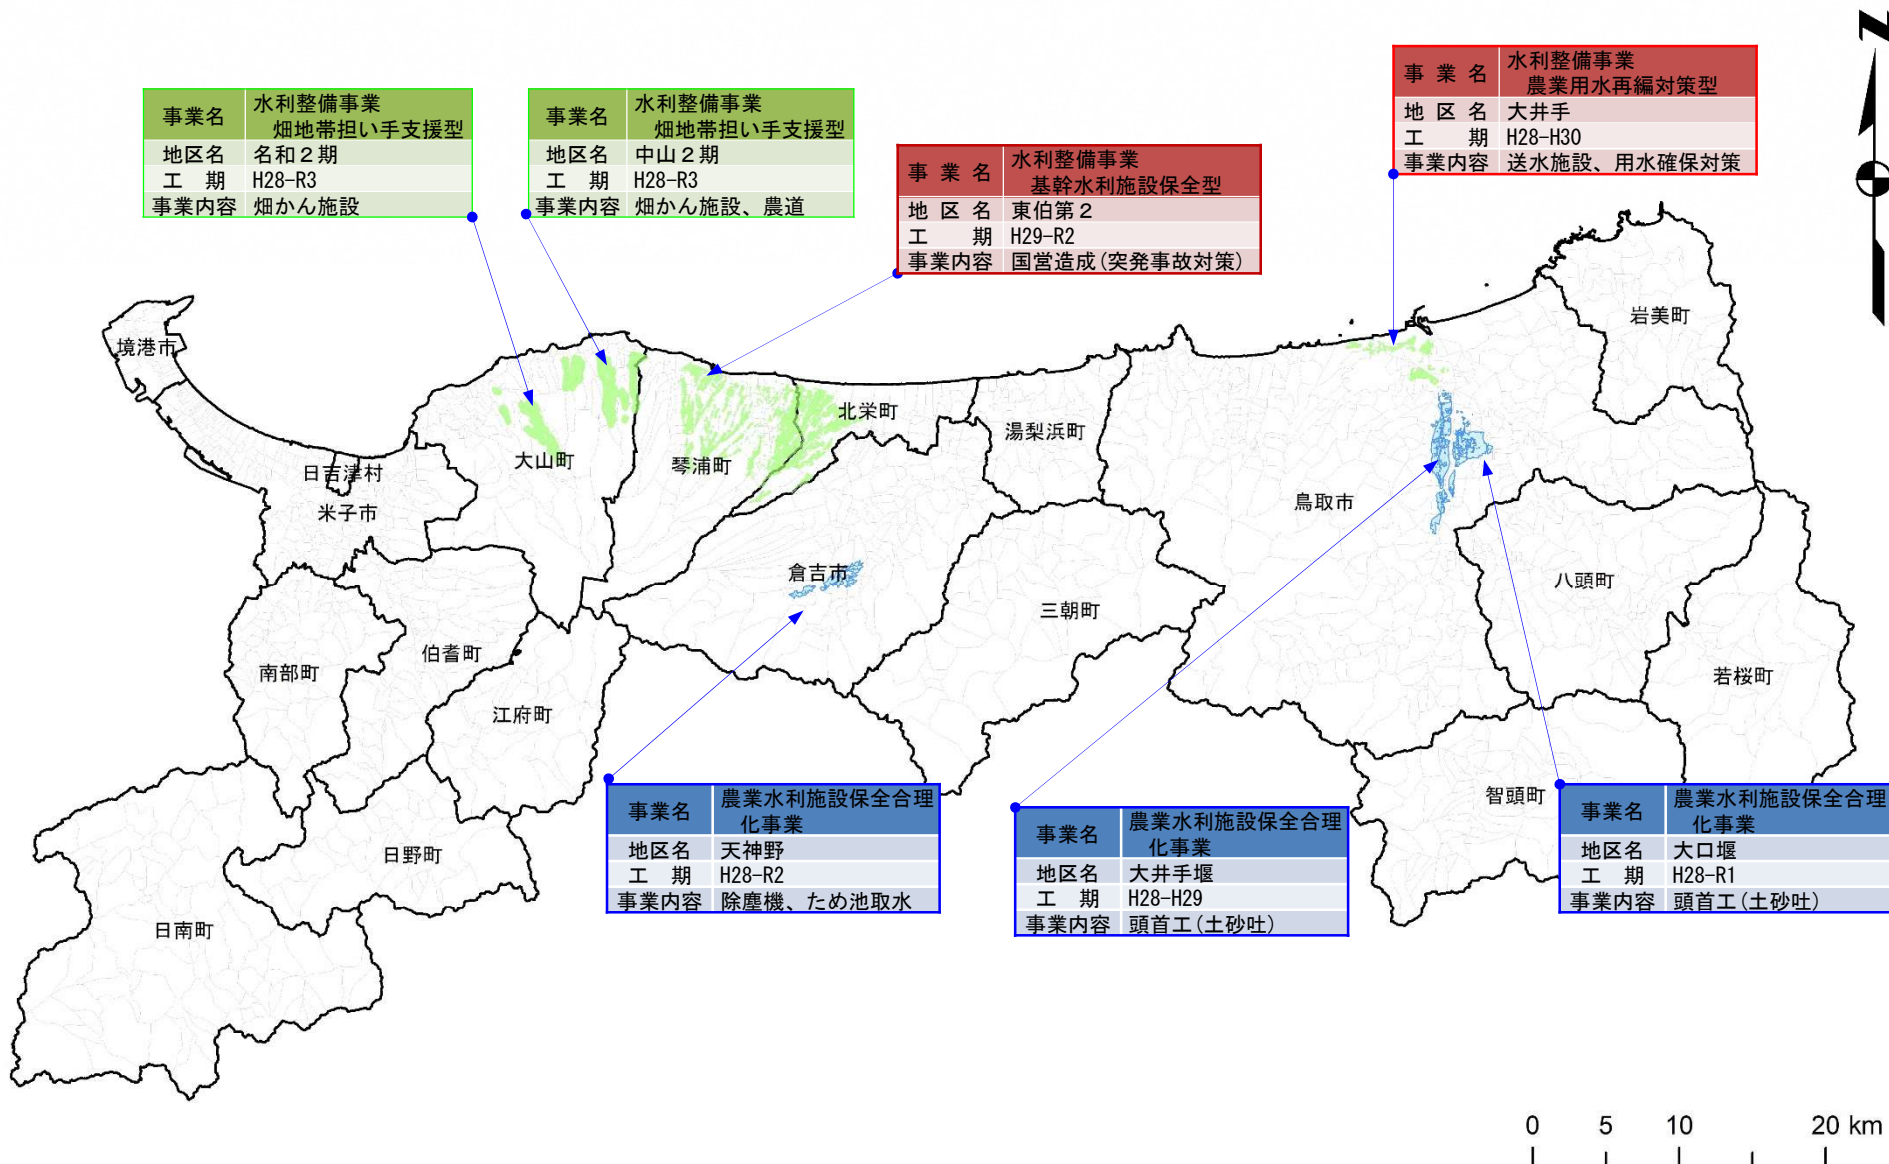 N
事業名 水利整備事業
畑地帯担い手支援型
地区名 名和２期
工期 H28-R3
事業内容 畑かん施設
事業名 水利整備事業
畑地帯担い手支援型
地区名 中山２期
工期 H28-R3
事業内容 畑かん施設、農道
事業名 水利整備事業
基幹水利施設保全型
地区名 東伯第２
工期 H29-R2
事業内容 国営造成(突発事故対策)
事業名 水利整備事業
農業用水再編対策型
地区名 大井手
工期 H28-H30
事業内容 送水施設、用水確保対策
境港市
岩美町
日吉津村
米子市
大山町
琴浦町
北栄町
湯梨浜町
鳥取市
倉吉市
三朝町
八頭町
若桜町
南部町
伯耆町
江府町
智頭町
日野町
日南町
事業名 農業水利施設保全合理
化事業
地区名 天神野
工期 H28-R2
事業内容 除塵機、ため池取水
事業名 農業水利施設保全合理
化事業
地区名 大井手堰
工期 H28-H29
事業内容 頭首工(土砂吐)
事業名 農業水利施設保全合理
化事業
地区名 大口堰
工期 H28-R1
事業内容 頭首工(土砂吐)
0 5 10 20 km